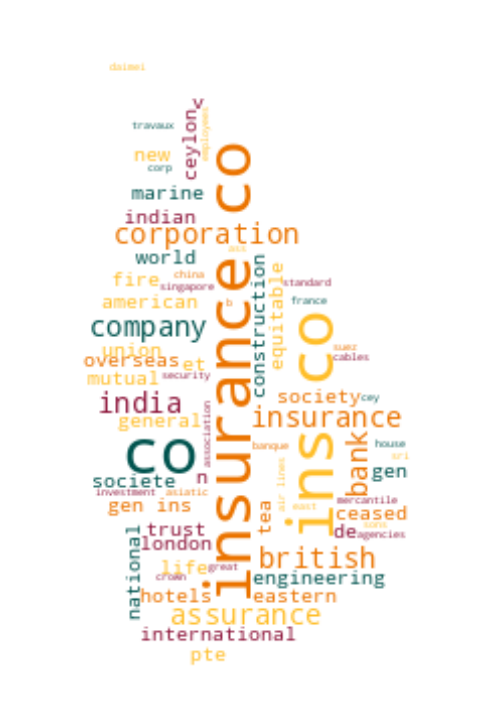 daimei
travaux
ceylon
v
employees
new
corp
insurance co
marine
indian
corporation
ass
world
construction
equitable
china
fire
singapore
standard
american
b
france
company
ins co
union
suez
overseas
et
cables
mutual
security
india
society
cey
general
association
insurance
co
banque
bank
house
sri
societe
n
air lines
gen
investment
asiatic
gen ins
tea
east
mercantile
ceased
national
trust
sons
de
agencies
london
british
life
great
crown
engineering
hotels
eastern
assurance
international
pte